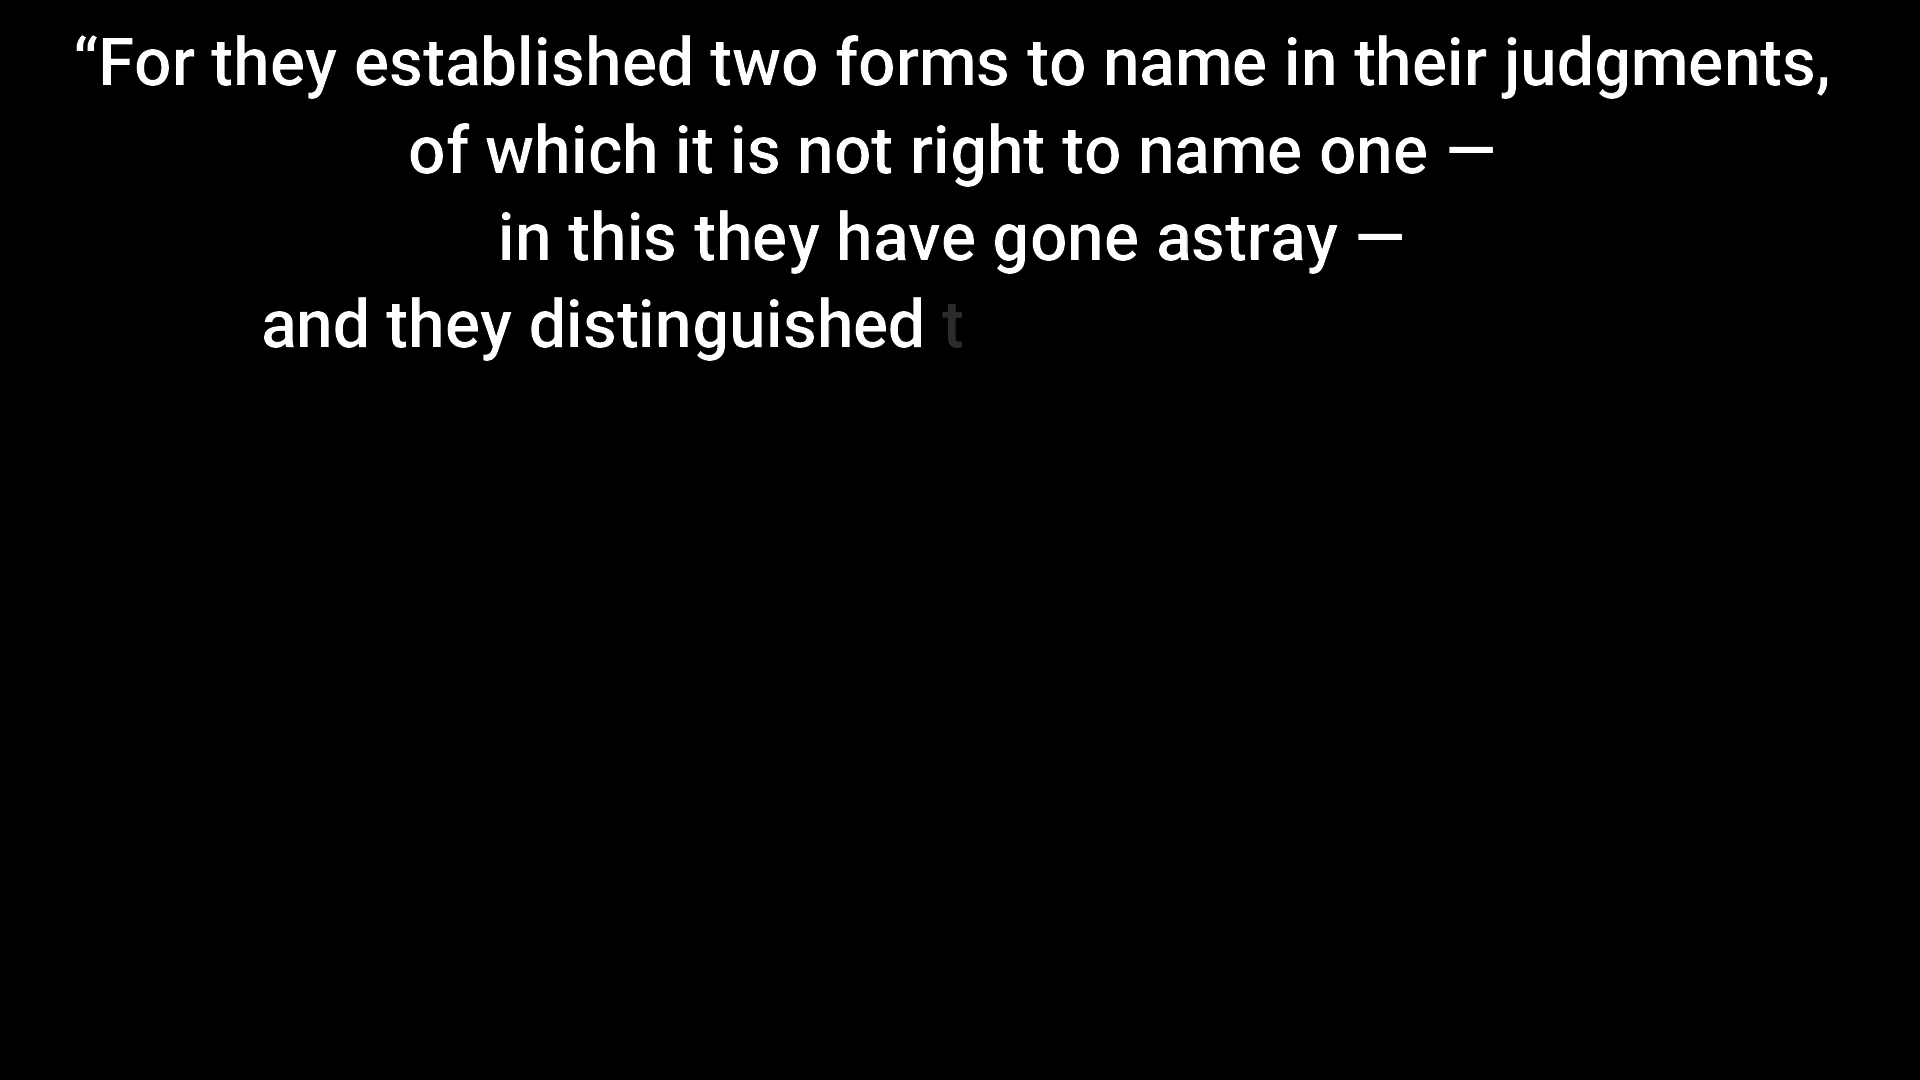 “For they established two forms to name in their judgments,
of which it is not right to name one —
in this they have gone astray —
and they distinguished t